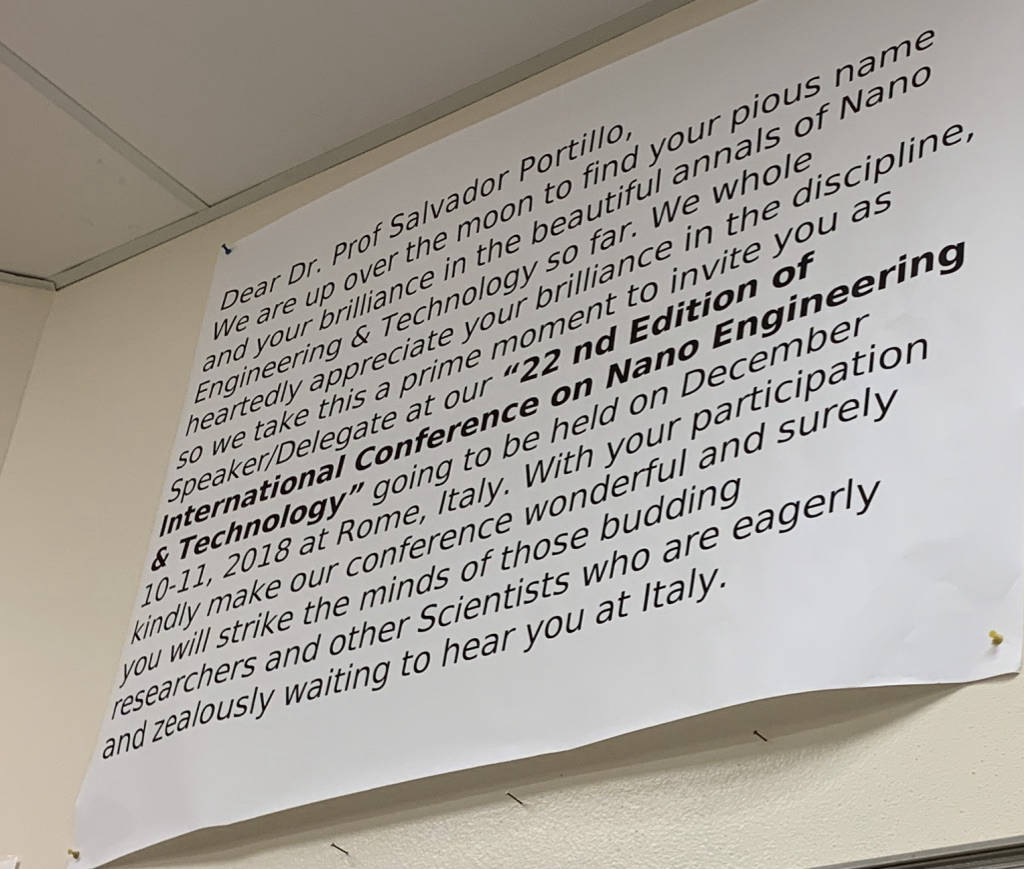 Dear Dr. Prof Salvador Portillo,
We are up over the moon to find your pious name
and your brilliance in the beautiful annals of Nano
Engineering & Technology so far. We whole
heartedly appreciate your brilliance in the discipline,
so we take this a prime moment to invite you as
Speaker/Delegate at our “22 nd Edition of
International Conference on Nano Engineering
& Technology” going to be held on December
10-11, 2018 at Rome, Italy. With your participation
kindly make our conference wonderful and surely
you will strike the minds of those budding
researchers and other Scientists who are eagerly
and zealously waiting to hear you at Italy.